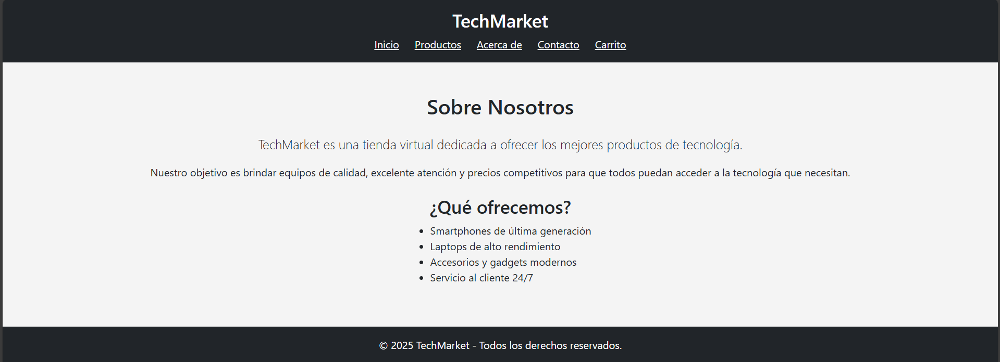 TechMarket
Inicio Productos Acerca de Contacto Carrito
Sobre Nosotros
TechMarket es una tienda virtual dedicada a ofrecer los mejores productos de tecnología.
Nuestro objetivo es brindar equipos de calidad, excelente atención y precios competitivos para que todos puedan acceder a la tecnología que necesitan.
¿Qué ofrecemos?
• Smartphones de última generación
• Laptops de alto rendimiento
• Accesorios y gadgets modernos
• Servicio al cliente 24/7
© 2025 TechMarket - Todos los derechos reservados.